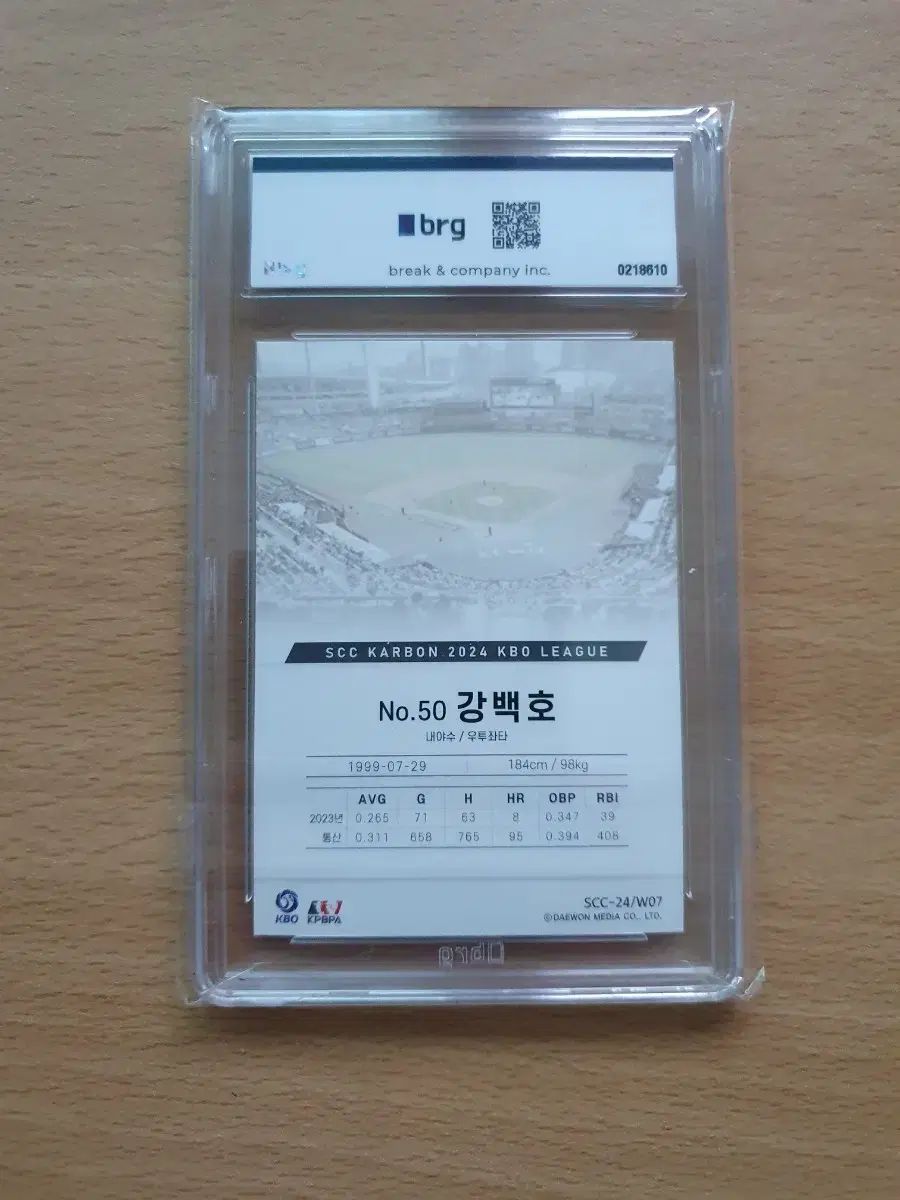 brg
break & company inc.
0218610
SCC KARBON 2024 KBO LEAGUE
No.50 강백호
내야수 / 우투좌타
1999-07-29 184cm / 98kg
AVG G H HR OBP RBI
2023년 0.265 71 63 8 0.347 39
통산 0.311 658 765 95 0.394 408
KBO KPBPA
SCC-24/W07
©DAEWON MEDIA CO., LTD.
brg